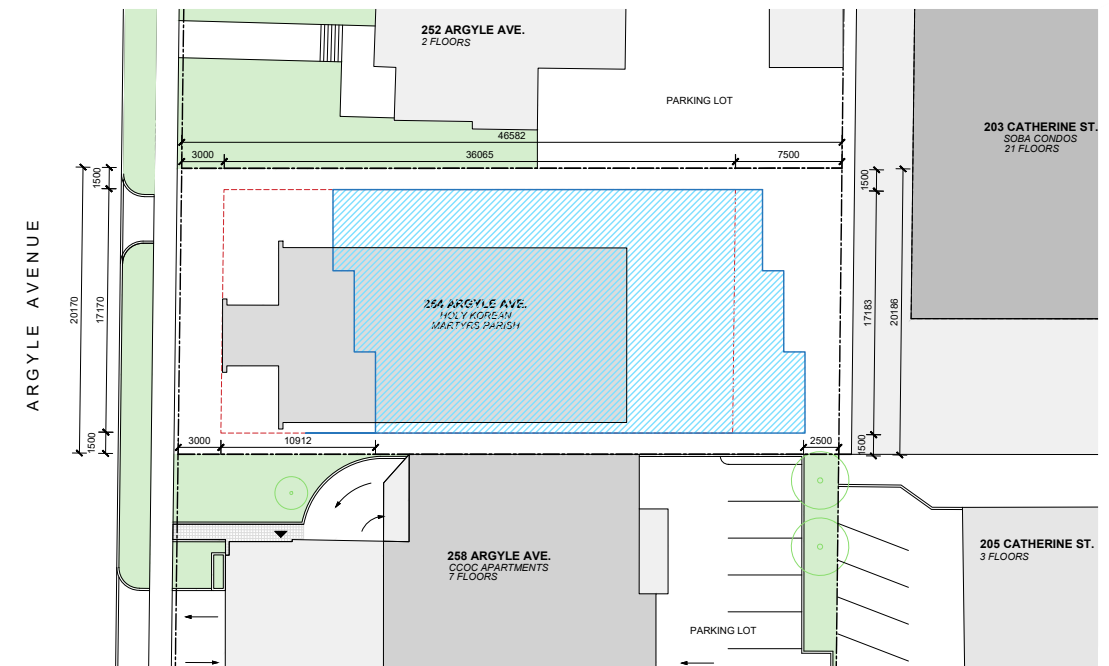 252 ARGYLE AVE.
2 FLOORS
PARKING LOT
203 CATHERINE ST.
SOBA CONDOS
21 FLOORS
46582
3000
36065
7500
1500
1500
ARGYLE AVENUE
20170
17170
264 ARGYLE AVE.
HOLY KOREAN
MARTYRS PARISH
17183
20186
1500
3000
10912
2500
1500
258 ARGYLE AVE.
CCOC APARTMENTS
7 FLOORS
205 CATHERINE ST.
3 FLOORS
PARKING LOT